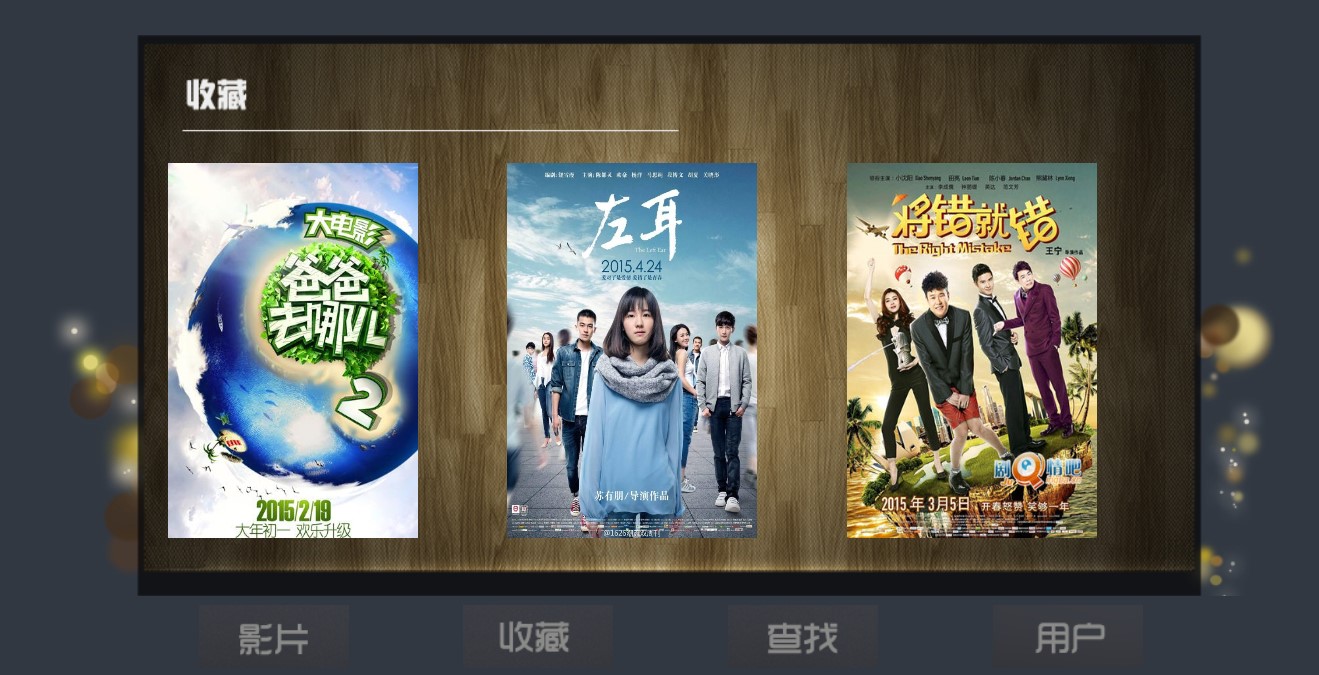 收藏
大电影
爸爸
去哪儿
2
2015/2/19
大年初一 欢乐升级
左耳
The Left Ear
2015.4.24
苏有朋/导演作品
将错就错
The Right Mistake
王宁
剧情吧
2015年3月5日 开春怒赞 笑够一年
影片
收藏
查找
用户